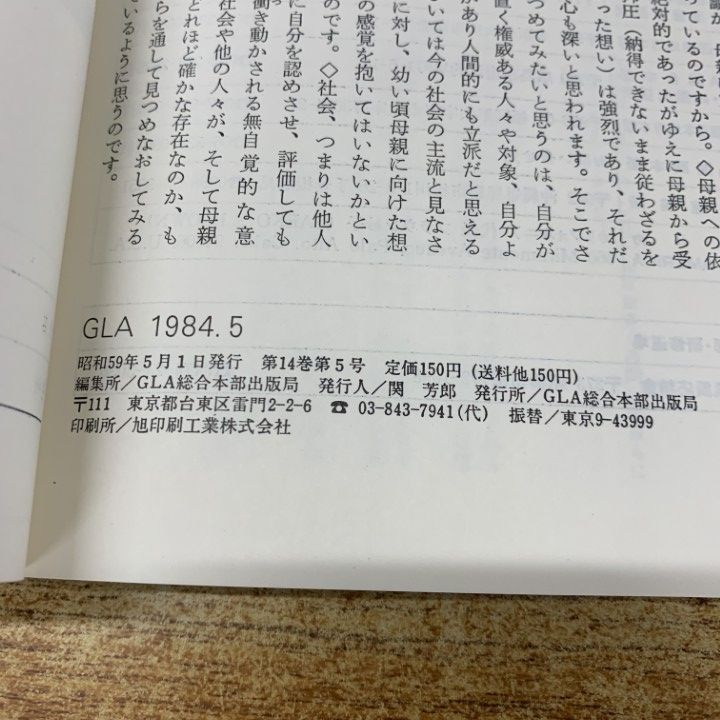 っているのですから。◇母親への依
絶対的であったがゆえに母親から受
圧（納得できないまま従わざるを
った想い）は強烈であり、それだ
心も深いと思われます。そこでさ
つめてみたいと思うのは、自分が
直く権威ある人々や対象、自分よ
があり人間的にも立派だと思える
いては今の社会の主流と見なさ
に対し、幼い頃母親に向けた想
の感覚を抱いてはいないかとい
のです。◇社会、つまりは他人
に自分を認めさせ、評価しても
衝き動かされる無自覚的な意
社会や他の人々が、そして母親
どれほど確かな存在なのか、も
らを通して見つめなおしてみる
いるように思うのです。
GLA 1984.5
昭和59年5月1日発行 第14巻第5号 定価150円（送料他150円）
編集所／GLA総合本部出版局 発行人／関 芳郎 発行所／GLA総合本部出版局
〒111 東京都台東区雷門2-2-6 ☎ 03-843-7941(代) 振替／東京9-43999
印刷所／旭印刷工業株式会社